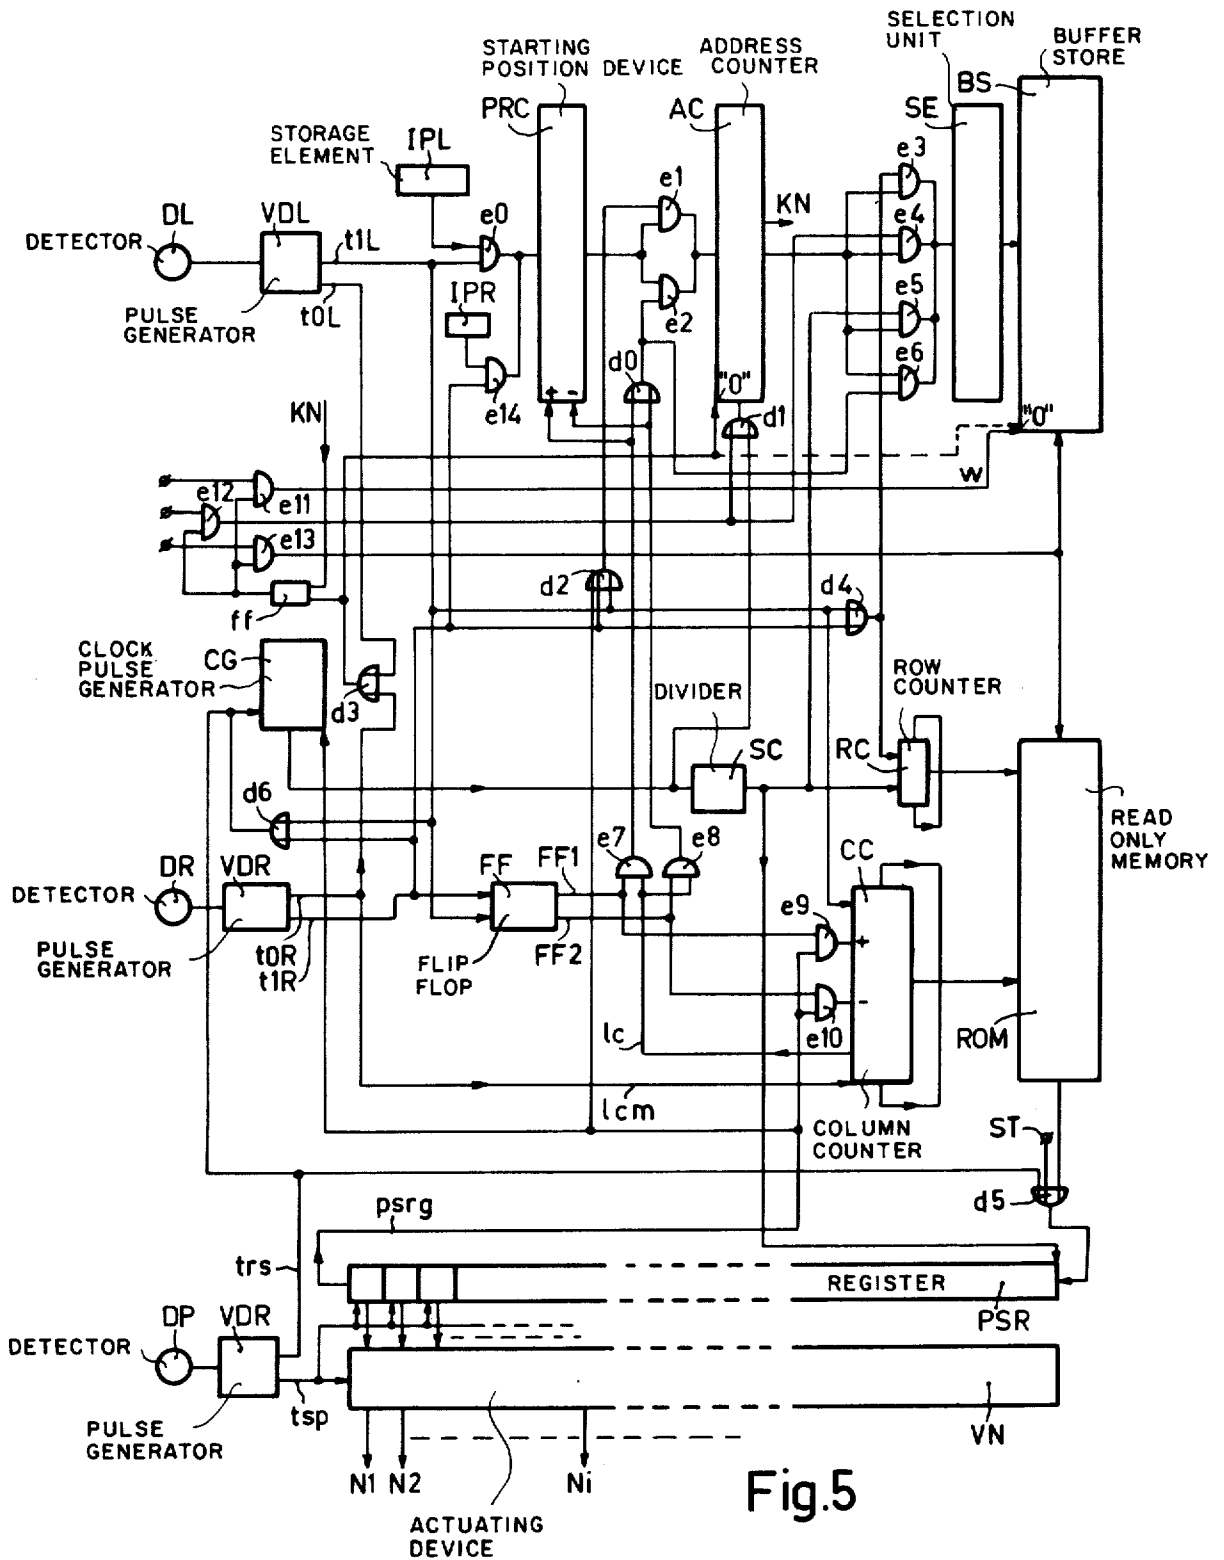 STARTING
POSITION DEVICE
PRC
ADDRESS
COUNTER
AC
SELECTION
UNIT
SE
BUFFER
STORE
BS
STORAGE
ELEMENT
IPL
e0
e1
e2
KN
e3
e4
e5
e6
DL
DETECTOR
VDL
t1L
t0L
PULSE
GENERATOR
IPR
e14
+ -
d0
"0"
d1
"0"
KN
W
e12
e11
e13
ff
d2
d4
CLOCK
PULSE
GENERATOR
CG
d3
DIVIDER
SC
ROW
COUNTER
RC
READ
ONLY
MEMORY
d6
DR
DETECTOR
VDR
PULSE
GENERATOR
t0R
t1R
FF
FF1
FF2
FLIP
FLOP
e7
e8
CC
e9
+
-
e10
lc
lcm
COLUMN
COUNTER
ROM
ST
d5
psrg
trs
REGISTER
PSR
DP
DETECTOR
VDR
PULSE
GENERATOR
tsp
VN
N1 N2 Ni
ACTUATING
DEVICE
Fig.5